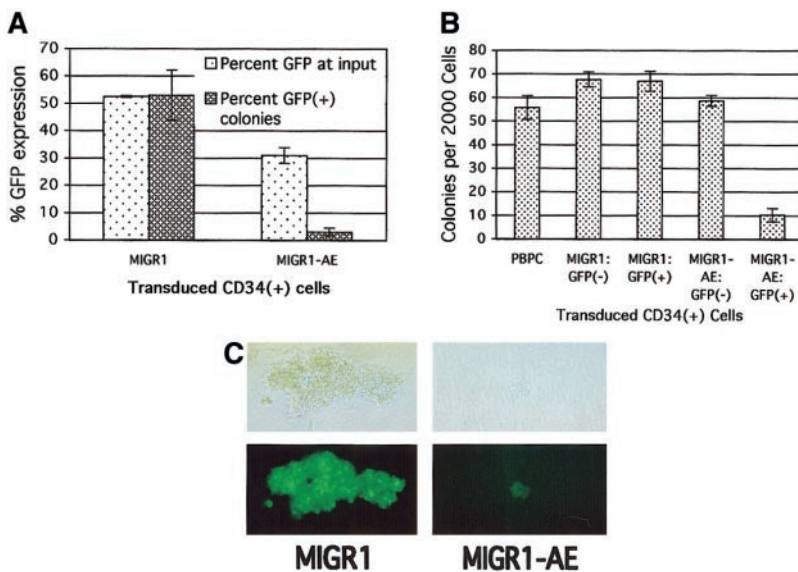 A
70
60
50
40
30
20
10
0
% GFP expression
Percent GFP at input
Percent GFP(+)
colonies
MIGR1
MIGR1-AE
Transduced CD34(+) cells
B
80
70
60
50
40
30
20
10
0
Colonies per 2000 Cells
PBPC
MIGR1:
GFP(-)
MIGR1:
GFP(+)
MIGR1-
AE:
GFP(-)
MIGR1-
AE:
GFP(+)
Transduced CD34(+) Cells
C
MIGR1
MIGR1-AE